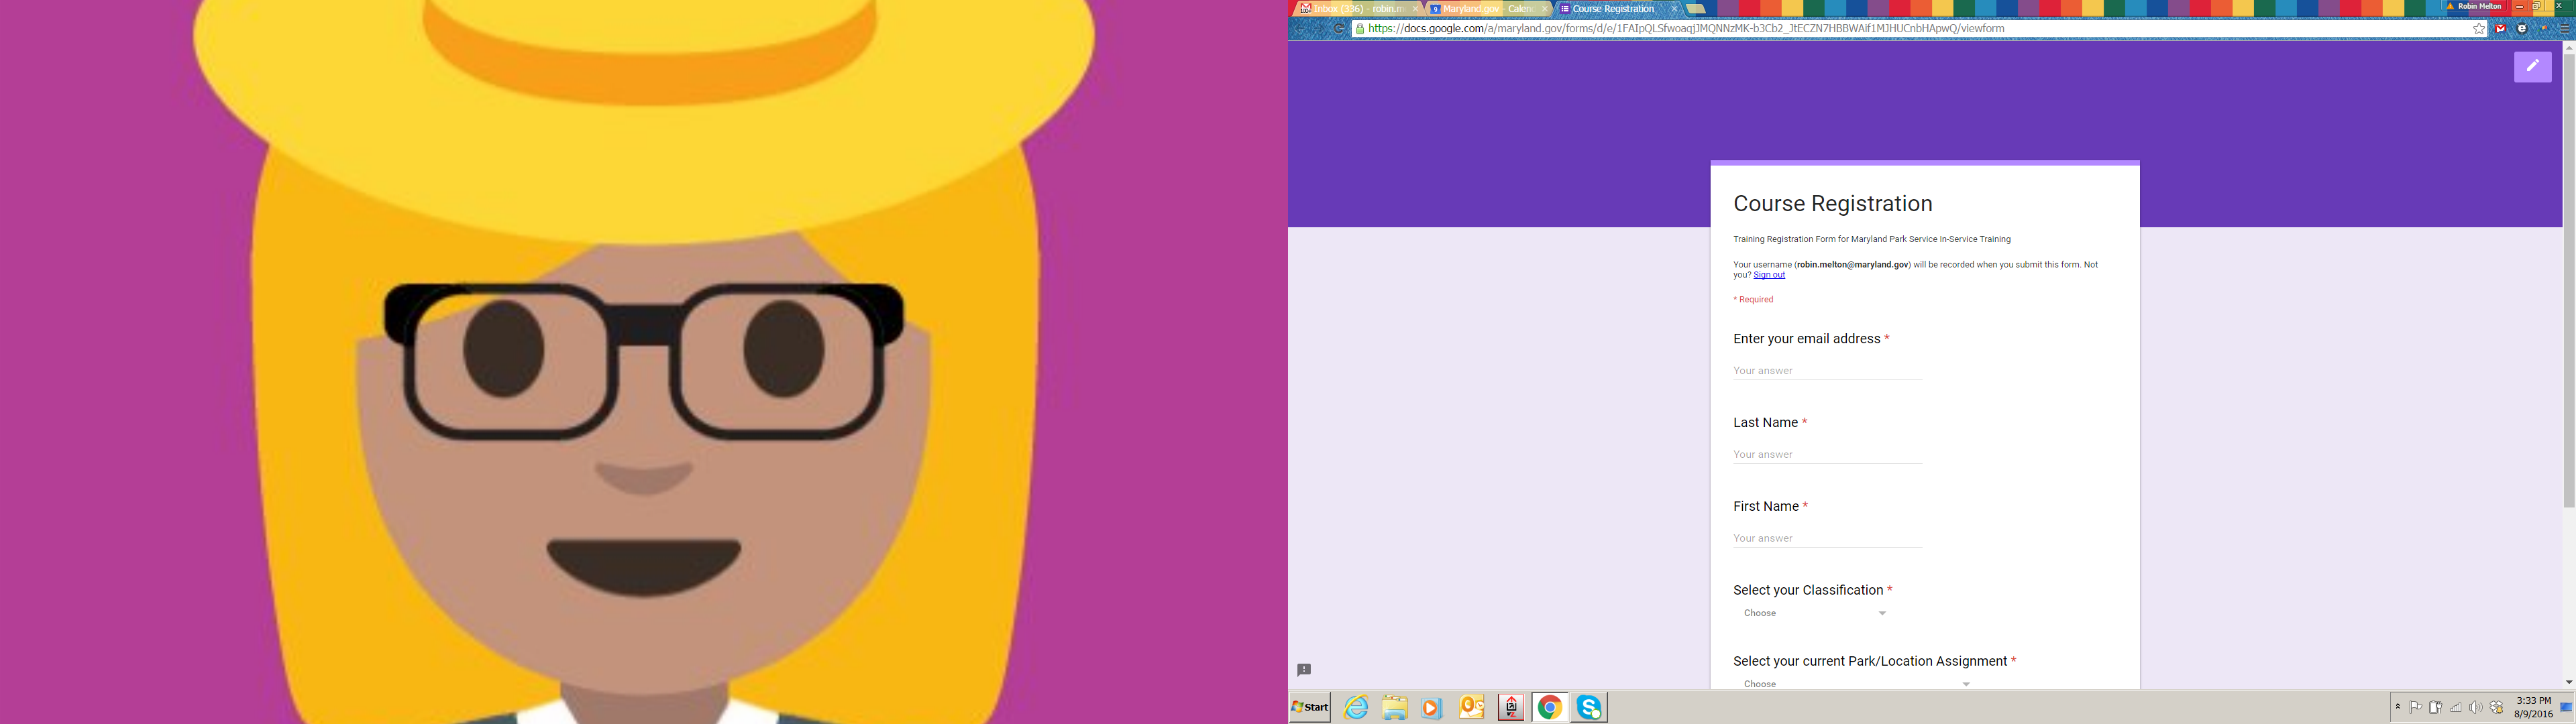 Inbox (336) - robin.m
Maryland.gov - Calen
Course Registration
Robin Melton
https://docs.google.com/a/maryland.gov/forms/d/e/1FAIpQLSfwoaqjJMQNNzMK-b3Cb2_JtECZN7HBBWAif1MJHUCnbHApwQ/viewform
Course Registration
Training Registration Form for Maryland Park Service In-Service Training
Your username (robin.melton@maryland.gov) will be recorded when you submit this form. Not
you? Sign out
* Required
Enter your email address *
Your answer
Last Name *
Your answer
First Name *
Your answer
Select your Classification *
Choose
Select your current Park/Location Assignment *
Choose
Start
3:33 PM
8/9/2016